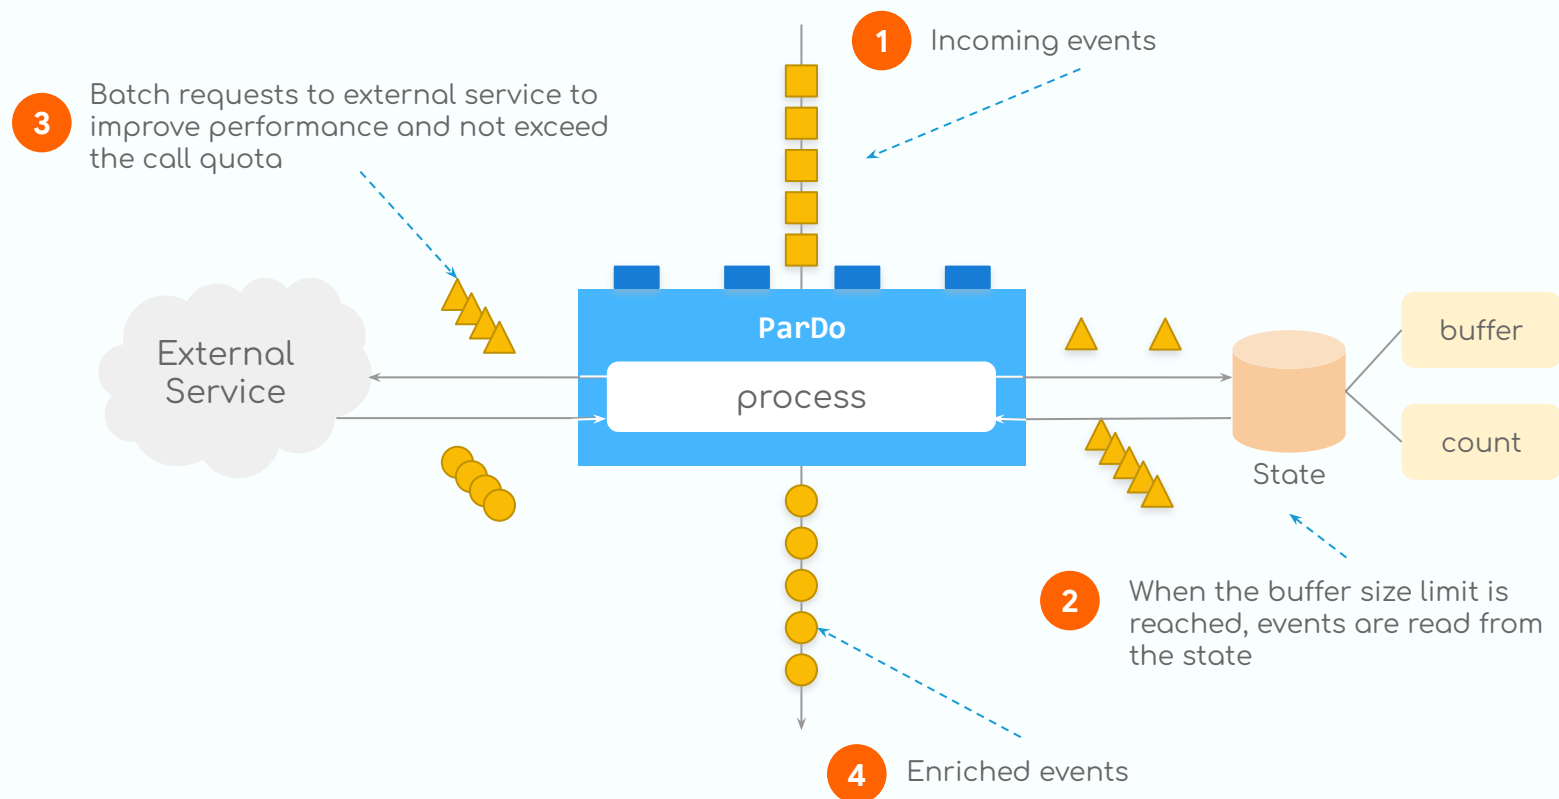 1
Incoming events
3
Batch requests to external service to
improve performance and not exceed
the call quota
ParDo
process
External
Service
buffer
count
State
2
When the buffer size limit is
reached, events are read from
the state
4
Enriched events